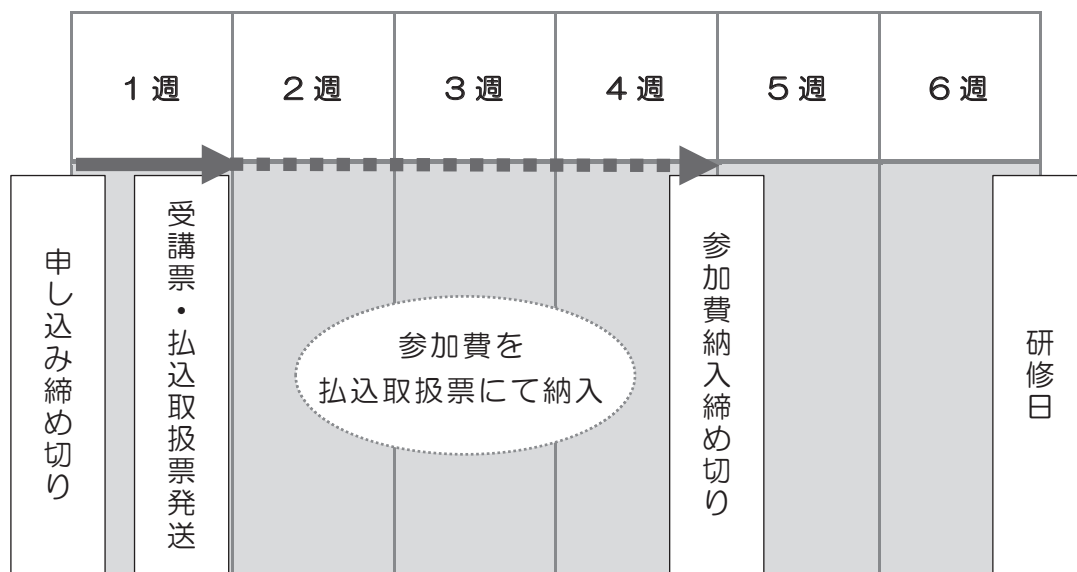 1週
2週
3週
4週
5週
6週
申し込み締め切り
受講票・払込取扱票発送
参加費を
払込取扱票にて納入
参加費納入締め切り
研修日